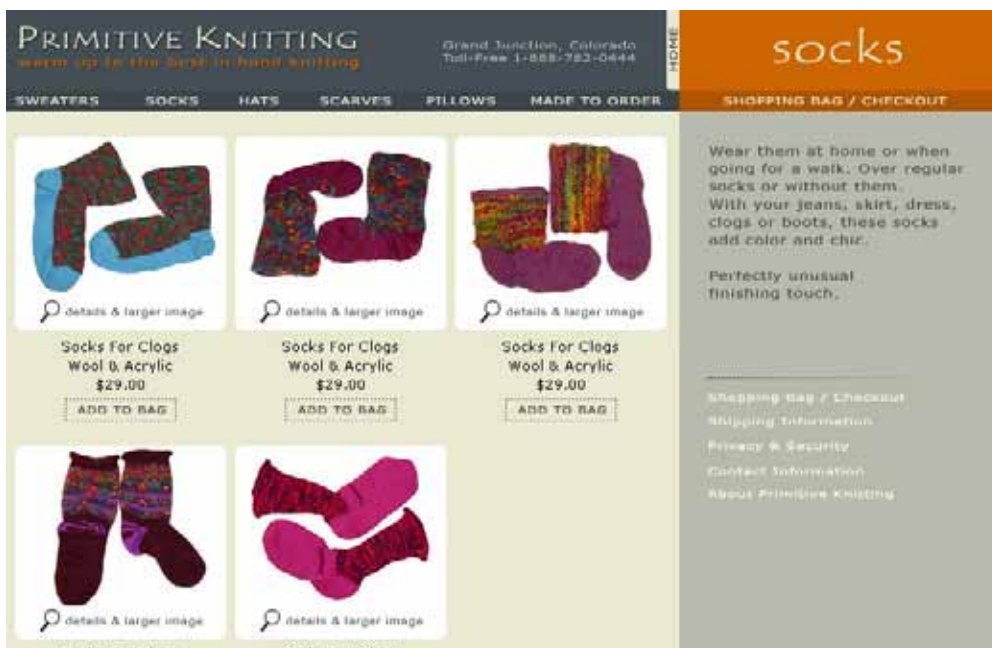 PRIMITIVE KNITTING
warm up to the best in hand knitting
Grand Junction, Colorado
Toll-Free 1-888-782-0444
HOME
socks
SWEATERS SOCKS HATS SCARVES PILLOWS MADE TO ORDER
SHOPPING BAG / CHECKOUT
Wear them at home or when
going for a walk. Over regular
socks or without them.
With your jeans, skirt, dress,
clogs or boots, these socks
add color and chic.
Perfectly unusual
finishing touch.
details & larger image
details & larger image
details & larger image
Socks For Clogs
Wool & Acrylic
$29.00
ADD TO BAG
Socks For Clogs
Wool & Acrylic
$29.00
ADD TO BAG
Socks For Clogs
Wool & Acrylic
$29.00
ADD TO BAG
Shopping Bag / Checkout
Shipping Information
Privacy & Security
Contact Information
About Primitive Knitting
details & larger image
details & larger image